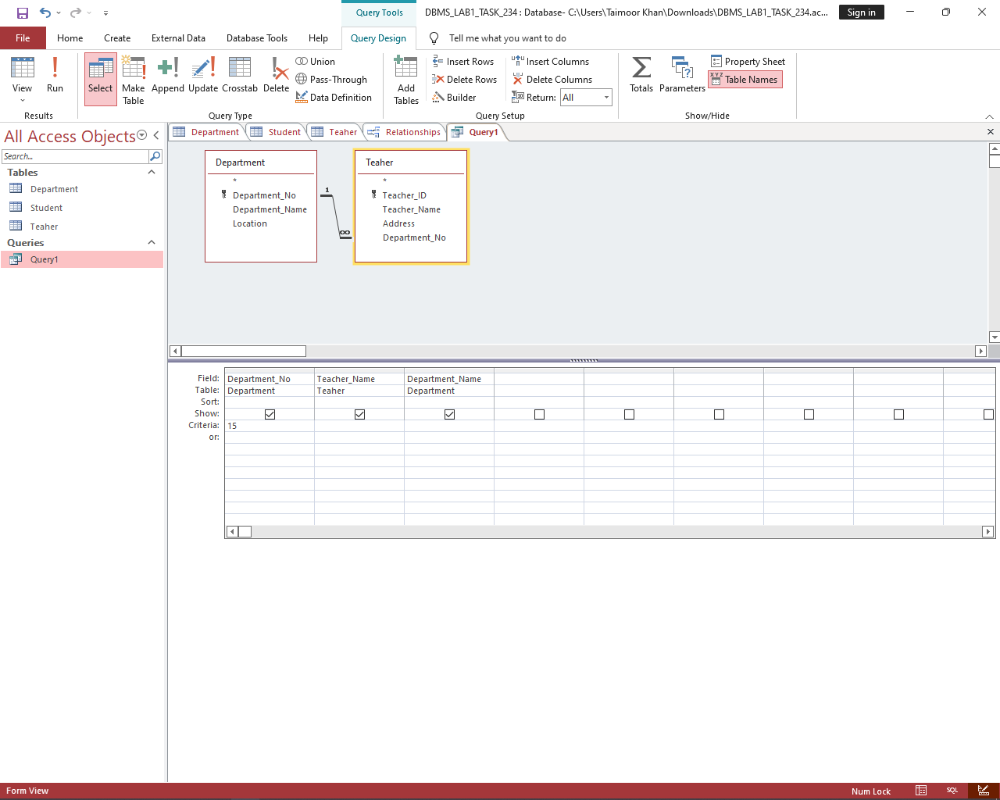 Query Tools
DBMS_LAB1_TASK_234 : Database- C:\Users\Taimoor Khan\Downloads\DBMS_LAB1_TASK_234.ac...
Sign in
File Home Create External Data Database Tools Help Query Design Tell me what you want to do
View
Run
Results
Select
Make Table
Append
Update
Crosstab
Delete
Union
Pass-Through
Data Definition
Query Type
Add Tables
Insert Rows
Delete Rows
Builder
Insert Columns
Delete Columns
Return: All
Query Setup
Totals
Parameters
Property Sheet
XYZ
Table Names
Show/Hide
All Access Objects
Search...
Tables
Department
Student
Teaher
Queries
Query1
Department Student Teaher Relationships Query1
Department
*
Department_No
Department_Name
Location
1
∞
Teaher
*
Teacher_ID
Teacher_Name
Address
Department_No
Field: Department_No Teacher_Name Department_Name
Table: Department Teaher Department
Sort:
Show:
Criteria: 15
or:
Form View
Num Lock
SQL